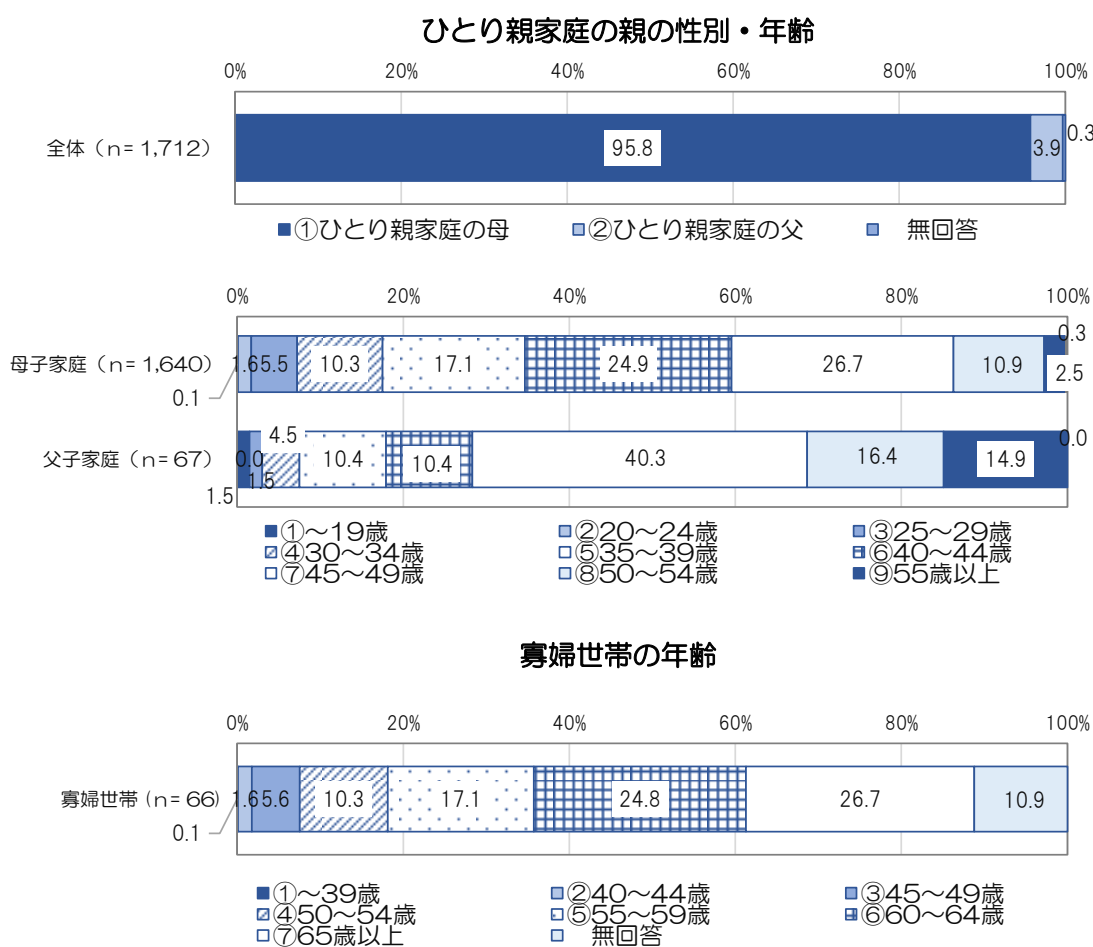 ひとり親家庭の親の性別・年齢
0% 20% 40% 60% 80% 100%
全体（n=1,712） 95.8 3.9 0.3
①ひとり親家庭の母 ②ひとり親家庭の父 無回答
0% 20% 40% 60% 80% 100%
母子家庭（n=1,640） 0.1 1.6 5.5 10.3 17.1 24.9 26.7 10.9 2.5 0.3
父子家庭（n=67） 1.5 0.0 1.5 4.5 10.4 10.4 40.3 16.4 14.9 0.0
①～19歳 ②20～24歳 ③25～29歳
④30～34歳 ⑤35～39歳 ⑥40～44歳
⑦45～49歳 ⑧50～54歳 ⑨55歳以上
寡婦世帯の年齢
0% 20% 40% 60% 80% 100%
寡婦世帯（n=66） 0.1 1.6 5.6 10.3 17.1 24.8 26.7 10.9
①～39歳 ②40～44歳 ③45～49歳
④50～54歳 ⑤55～59歳 ⑥60～64歳
⑦65歳以上 無回答